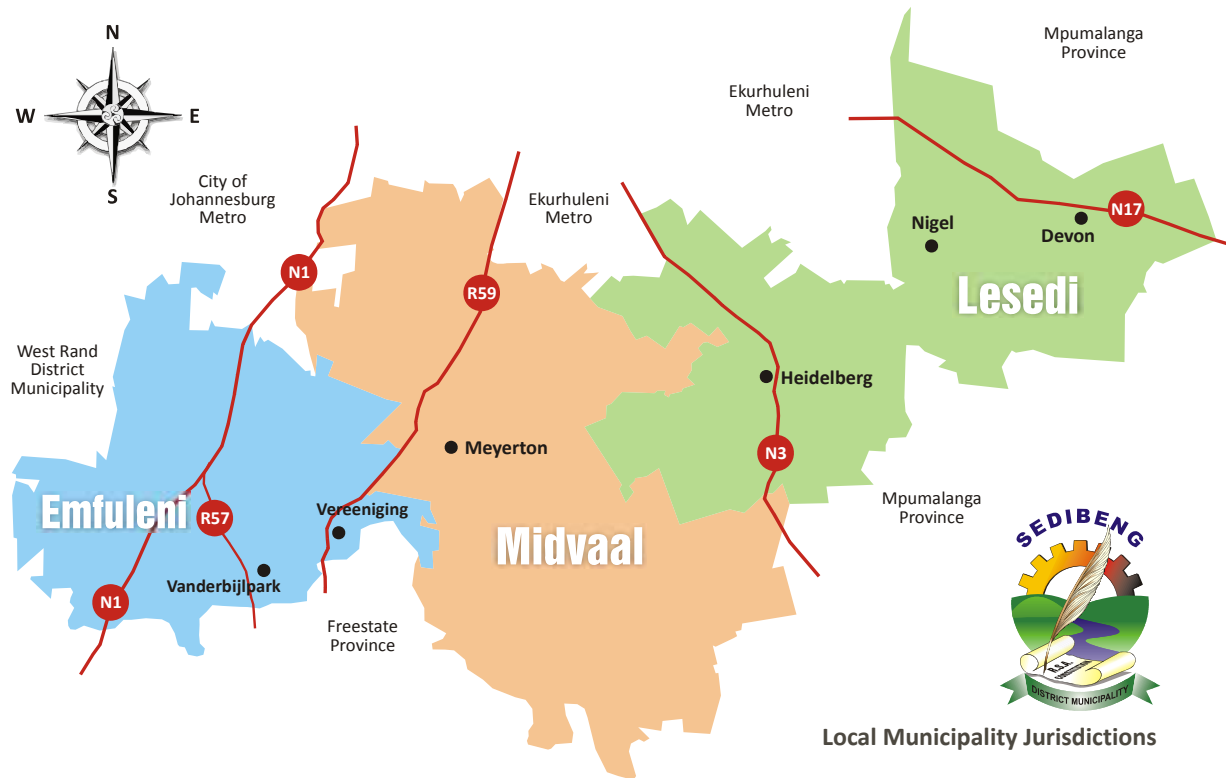 N
W
E
S
Mpumalanga
Province
Ekurhuleni
Metro
City of
Johannesburg
Metro
Ekurhuleni
Metro
N17
Nigel
Devon
N1
R59
Lesedi
West Rand
District
Municipality
Heidelberg
Meyerton
N3
Emfuleni
R57
Vereeniging
Midvaal
Mpumalanga
Province
Vanderbijlpark
N1
Freestate
Province
SEDIBENG
R.S.A.
CONSTITUTION
DISTRICT MUNICIPALITY
Local Municipality Jurisdictions